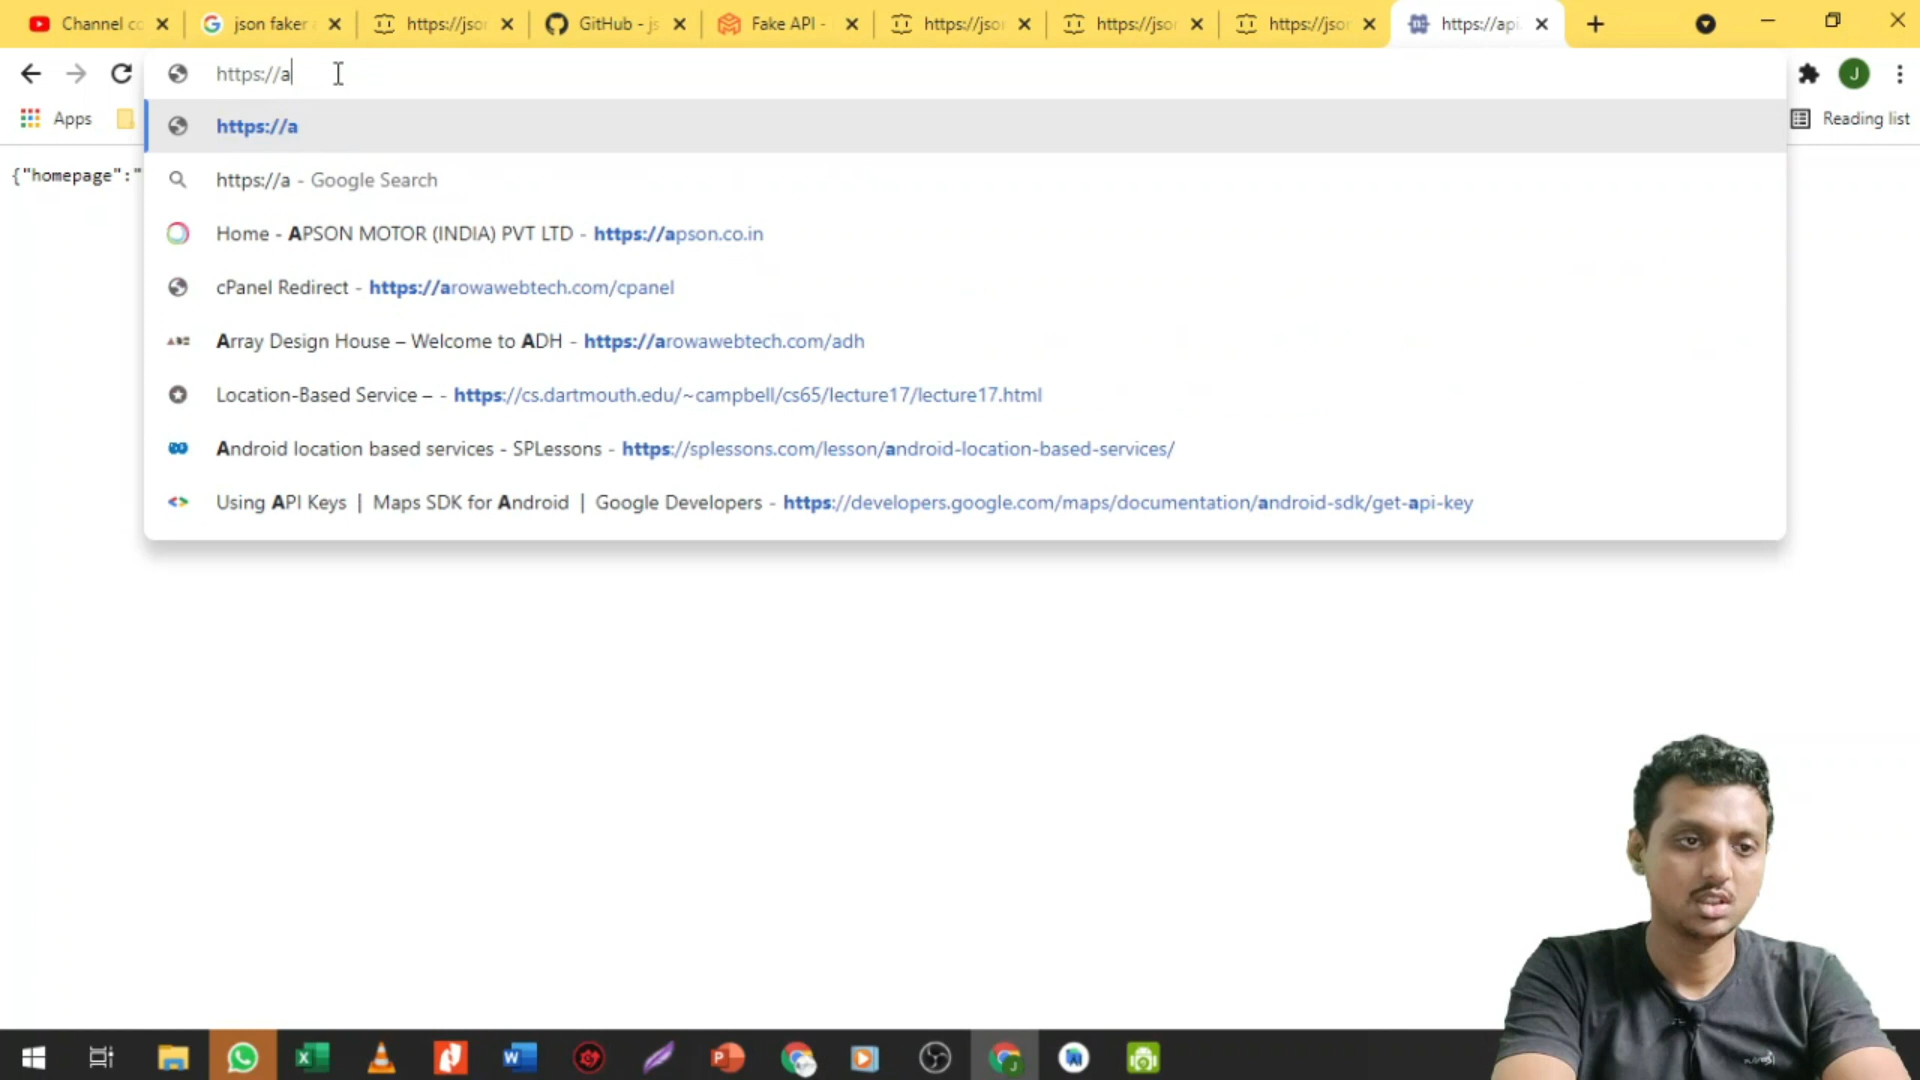 Channel co
json faker a
https://jso
GitHub - js
Fake API -
https://jso
https://jso
https://jso
https://api.
https://a
J
Apps
Reading list
https://a
{"homepage":"
https://a - Google Search
Home - APSON MOTOR (INDIA) PVT LTD - https://apson.co.in
cPanel Redirect - https://arowawebtech.com/cpanel
Array Design House – Welcome to ADH - https://arowawebtech.com/adh
Location-Based Service – - https://cs.dartmouth.edu/~campbell/cs65/lecture17/lecture17.html
Android location based services - SPLessons - https://splessons.com/lesson/android-location-based-services/
Using API Keys | Maps SDK for Android | Google Developers - https://developers.google.com/maps/documentation/android-sdk/get-api-key